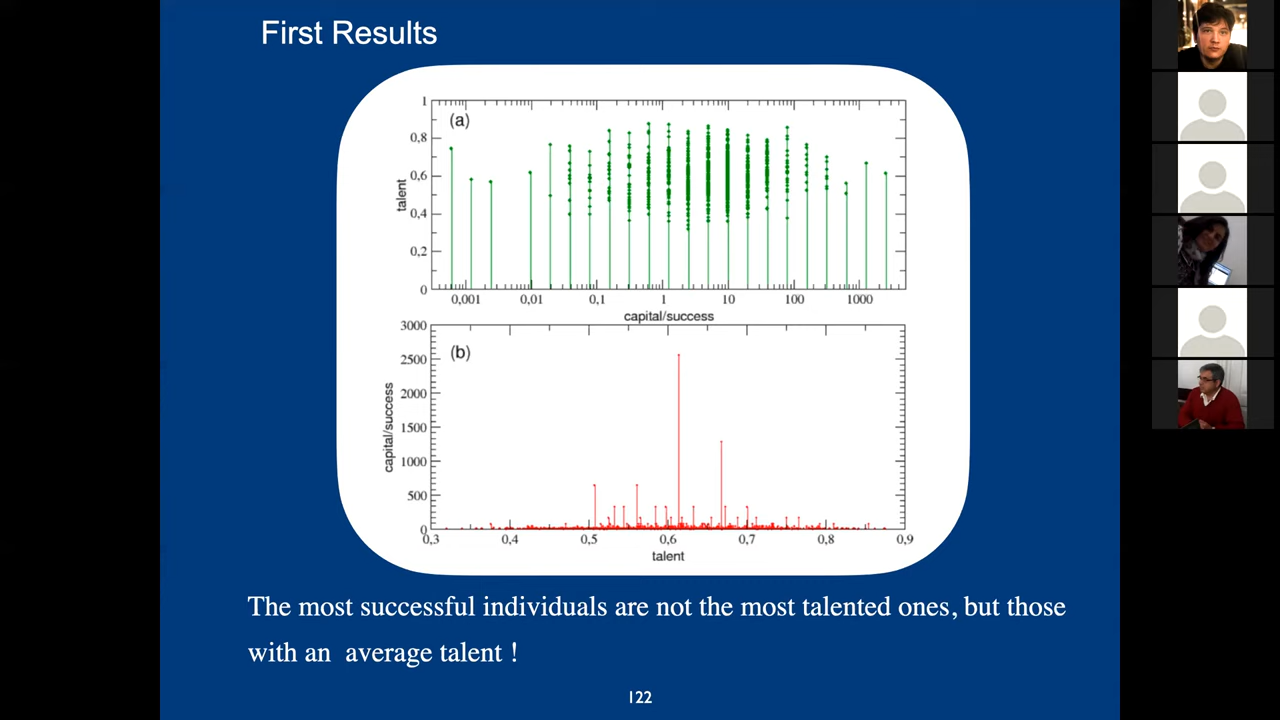 First Results
(a)
talent
1
0,8
0,6
0,4
0,2
0
0,001 0,01 0,1 1 10 100 1000
capital/success
(b)
capital/success
3000
2500
2000
1500
1000
500
0
0,3 0,4 0,5 0,6 0,7 0,8 0,9
talent
The most successful individuals are not the most talented ones, but those
with an average talent !
122